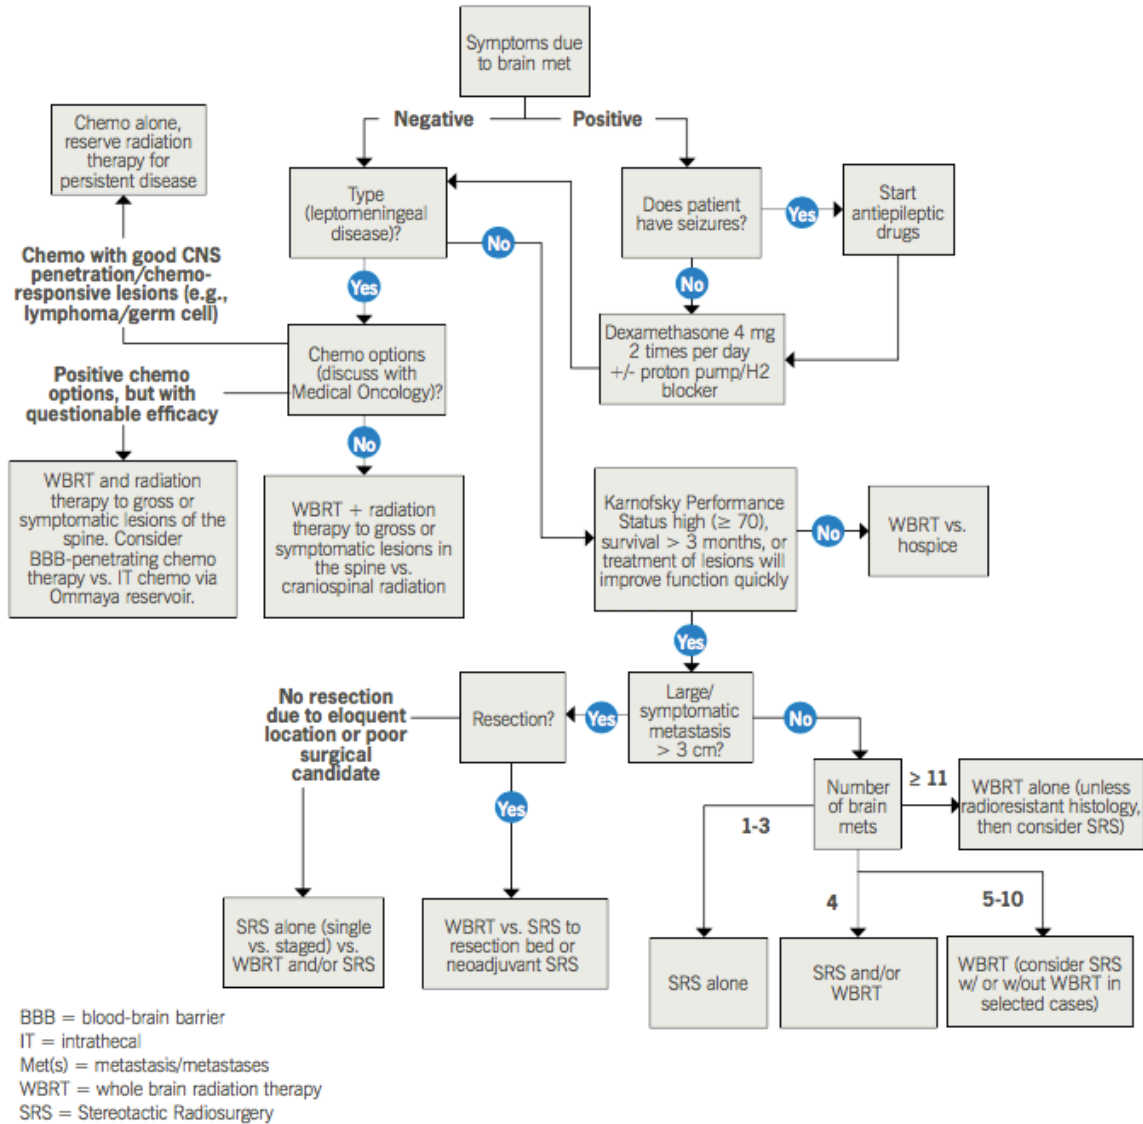 Symptoms due
to brain met
Negative
Positive
Chemo alone,
reserve radiation
therapy for
persistent disease
Type
(leptomeningeal
disease)?
Does patient
have seizures?
Yes
Start
antiepileptic
drugs
No
Chemo with good CNS
penetration/chemo-
responsive lesions (e.g.,
lymphoma/germ cell)
Yes
No
Dexamethasone 4 mg
2 times per day
+/- proton pump/H2
blocker
Chemo options
(discuss with
Medical Oncology)?
Positive chemo
options, but with
questionable efficacy
No
WBRT and radiation
therapy to gross or
symptomatic lesions of the
spine. Consider
BBB-penetrating chemo
therapy vs. IT chemo via
Ommaya reservoir.
WBRT + radiation
therapy to gross or
symptomatic lesions in
the spine vs.
craniospinal radiation
Karnofsky Performance
Status high (≥ 70),
survival > 3 months, or
treatment of lesions will
improve function quickly
No
WBRT vs.
hospice
Yes
Large/
symptomatic
metastasis
> 3 cm?
Yes
Resection?
No resection
due to eloquent
location or poor
surgical
candidate
No
Yes
Number
of brain
mets
≥ 11
WBRT alone (unless
radioresistant histology,
then consider SRS)
1-3
4
5-10
SRS alone (single
vs. staged) vs.
WBRT and/or SRS
WBRT vs. SRS to
resection bed or
neoadjuvant SRS
SRS alone
SRS and/or
WBRT
WBRT (consider SRS
w/ or w/out WBRT in
selected cases)
BBB = blood-brain barrier
IT = intrathecal
Met(s) = metastasis/metastases
WBRT = whole brain radiation therapy
SRS = Stereotactic Radiosurgery